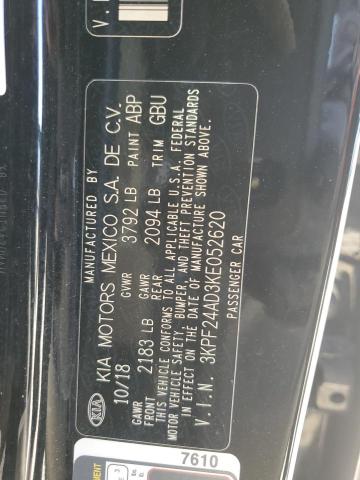 MANUFACTURED BY
KIA KIA MOTORS MEXICO S.A. DE C.V.
10/18 GVWR 3792 LB PAINT ABP
GAWR FRONT 2183 LB GAWR REAR 2094 LB TRIM GBU
THIS VEHICLE CONFORMS TO ALL APPLICABLE U.S.A. FEDERAL
MOTOR VEHICLE SAFETY, BUMPER, AND THEFT PREVENTION STANDARDS
IN EFFECT ON THE DATE OF MANUFACTURE SHOWN ABOVE.
V.I.N. 3KPF24AD3KE052620
PASSENGER CAR
7610